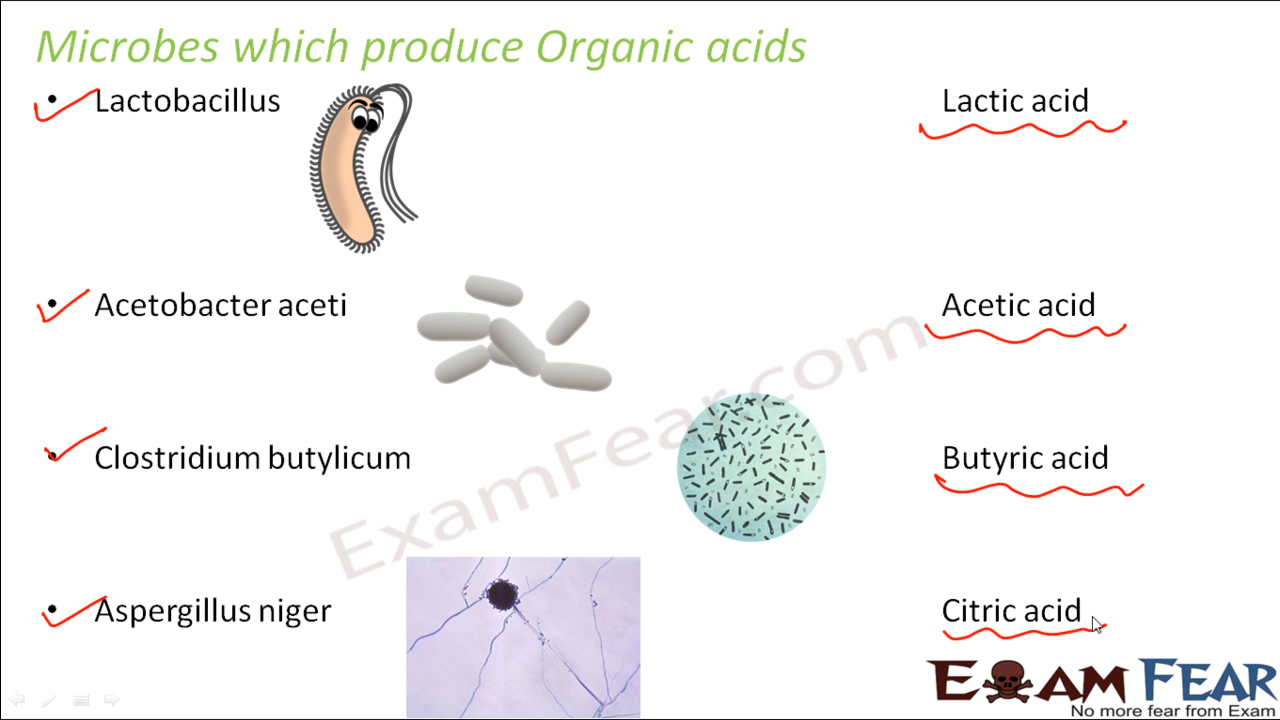 Microbes which produce Organic acids
• Lactobacillus
Lactic acid
• Acetobacter aceti
Acetic acid
• Clostridium butylicum
Butyric acid
• Aspergillus niger
Citric acid
ExamFear.com
EXAM FEAR
No more fear from Exam